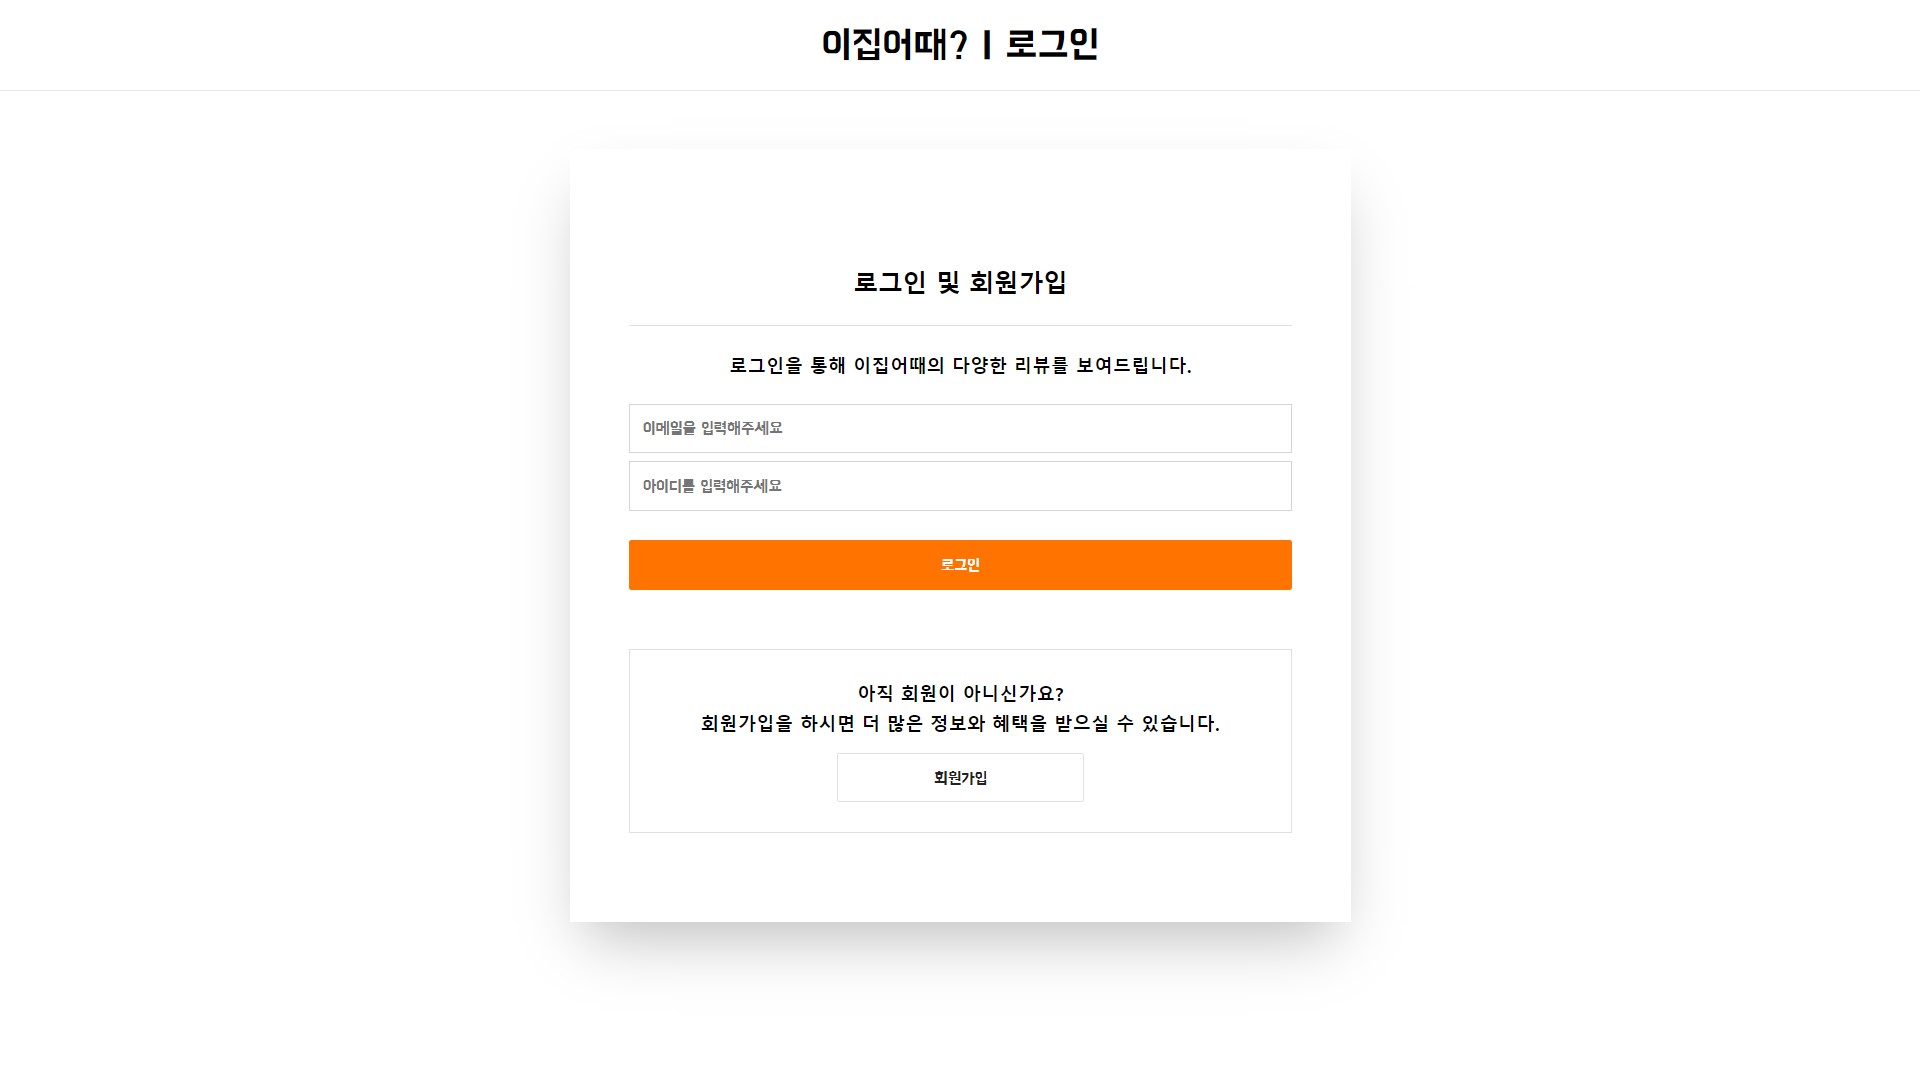 이집어때? | 로그인
로그인 및 회원가입
로그인을 통해 이집어때의 다양한 리뷰를 보여드립니다.
이메일을 입력해주세요
아이디를 입력해주세요
로그인
아직 회원이 아니신가요?
회원가입을 하시면 더 많은 정보와 혜택을 받으실 수 있습니다.
회원가입